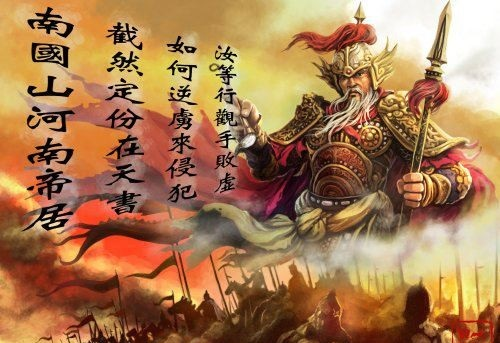 南國山河南帝居
截然定份在天書
如何逆虜來侵犯
汝等行觀手敗虛